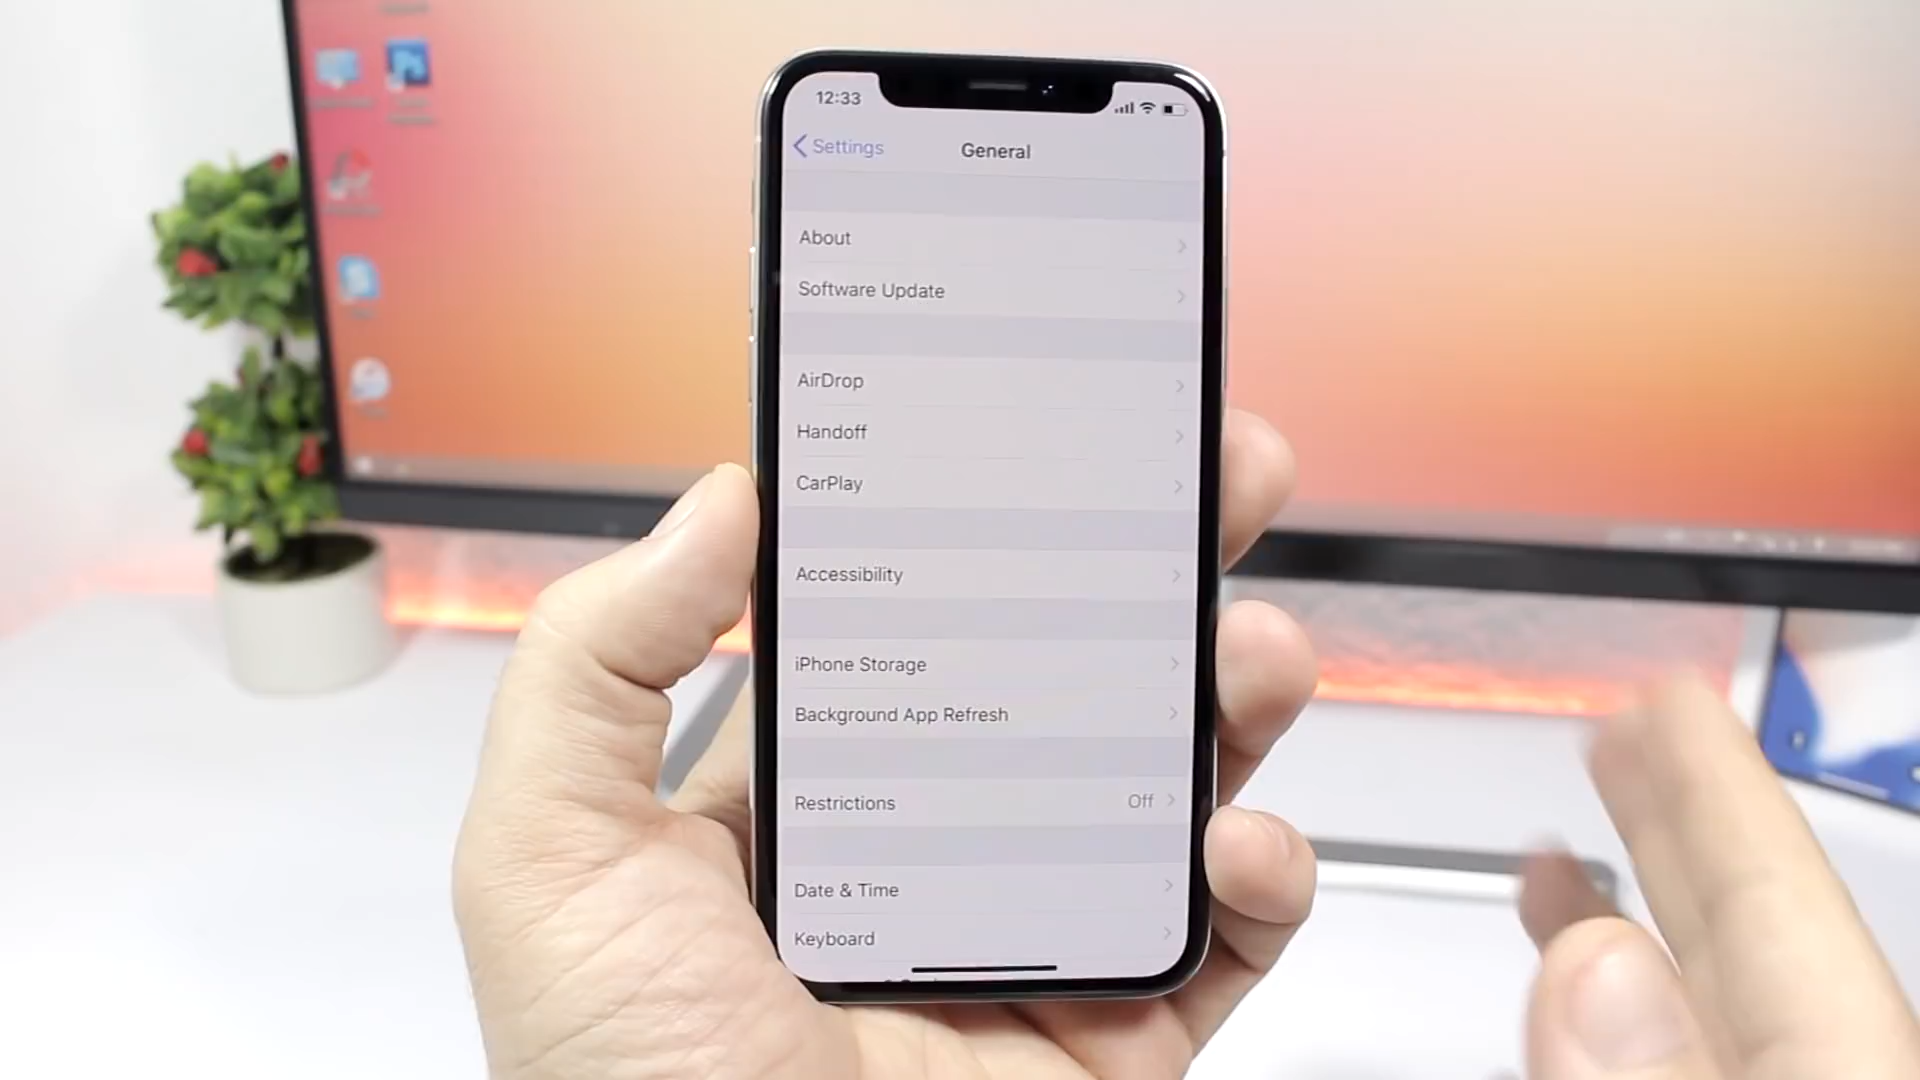 12:33
Settings
General
About
Software Update
AirDrop
Handoff
CarPlay
Accessibility
iPhone Storage
Background App Refresh
Restrictions Off
Date & Time
Keyboard
Ps